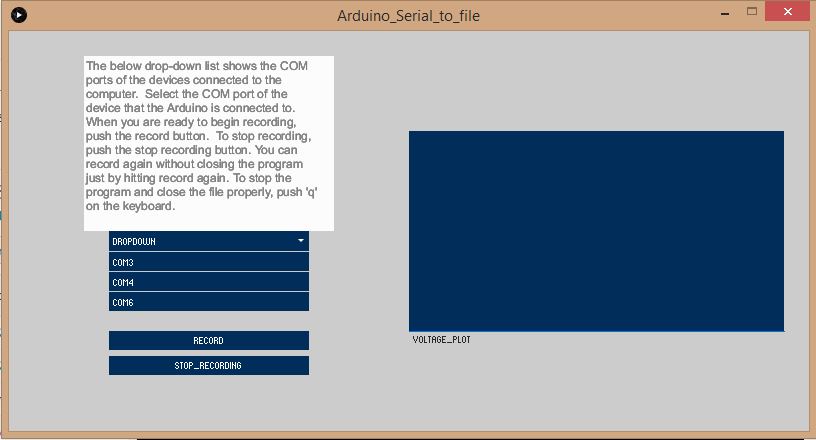 Arduino_Serial_to_file
The below drop-down list shows the COM
ports of the devices connected to the
computer.  Select the COM port of the
device that the Arduino is connected to.
When you are ready to begin recording,
push the record button.  To stop recording,
push the stop recording button. You can
record again without closing the program
just by hitting record again. To stop the
program and close the file properly, push 'q'
on the keyboard.
DROPDOWN
COM3
COM4
COM6
RECORD
STOP_RECORDING
VOLTAGE_PLOT